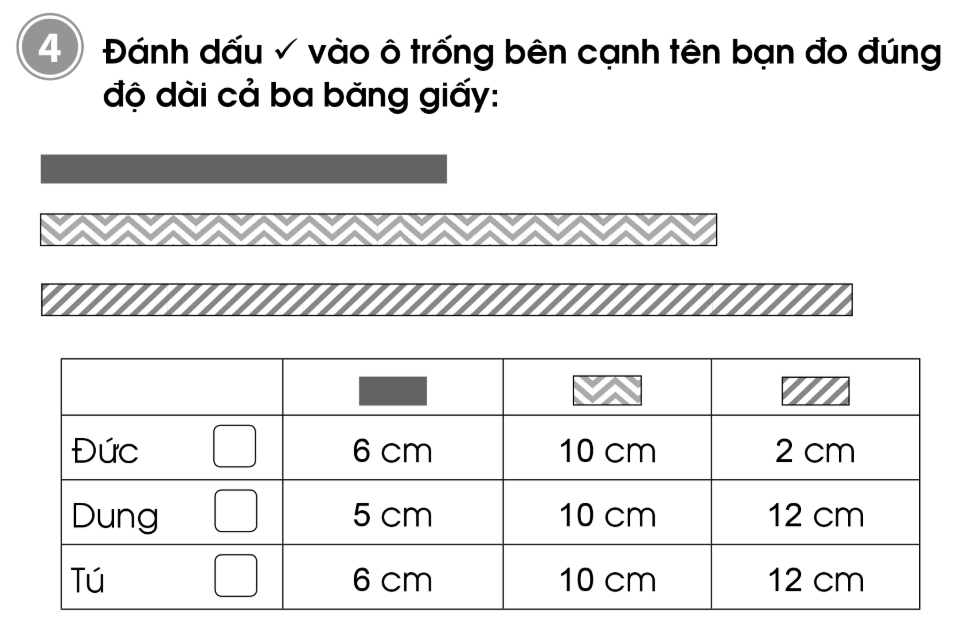 4 Đánh dấu ✓ vào ô trống bên cạnh tên bạn đo đúng
độ dài cả ba băng giấy:
Đức 6 cm 10 cm 2 cm
Dung 5 cm 10 cm 12 cm
Tú 6 cm 10 cm 12 cm